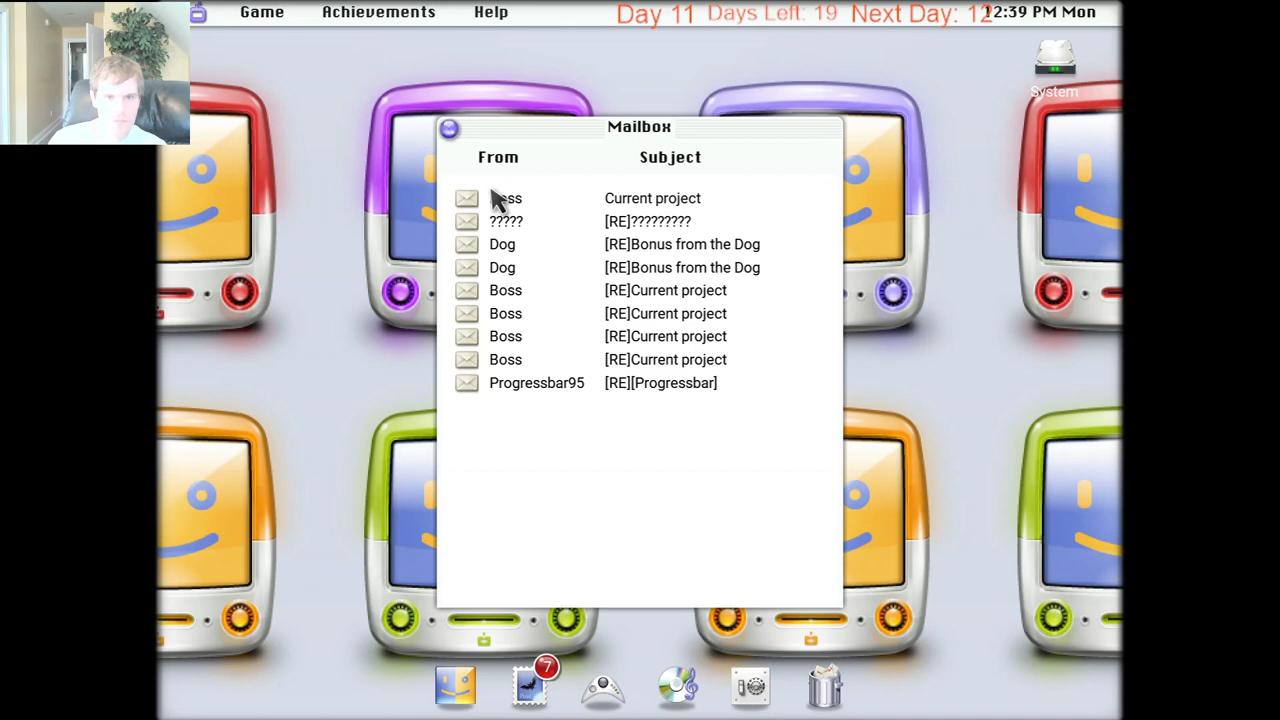 Game Achievements Help Day 11 Days Left: 19 Next Day: 12 12:39 PM Mon
System
Mailbox
From Subject
Current project
????? [RE]?????????
Dog [RE]Bonus from the Dog
Dog [RE]Bonus from the Dog
Boss [RE]Current project
Boss [RE]Current project
Boss [RE]Current project
Boss [RE]Current project
Progressbar95 [RE][Progressbar]
7